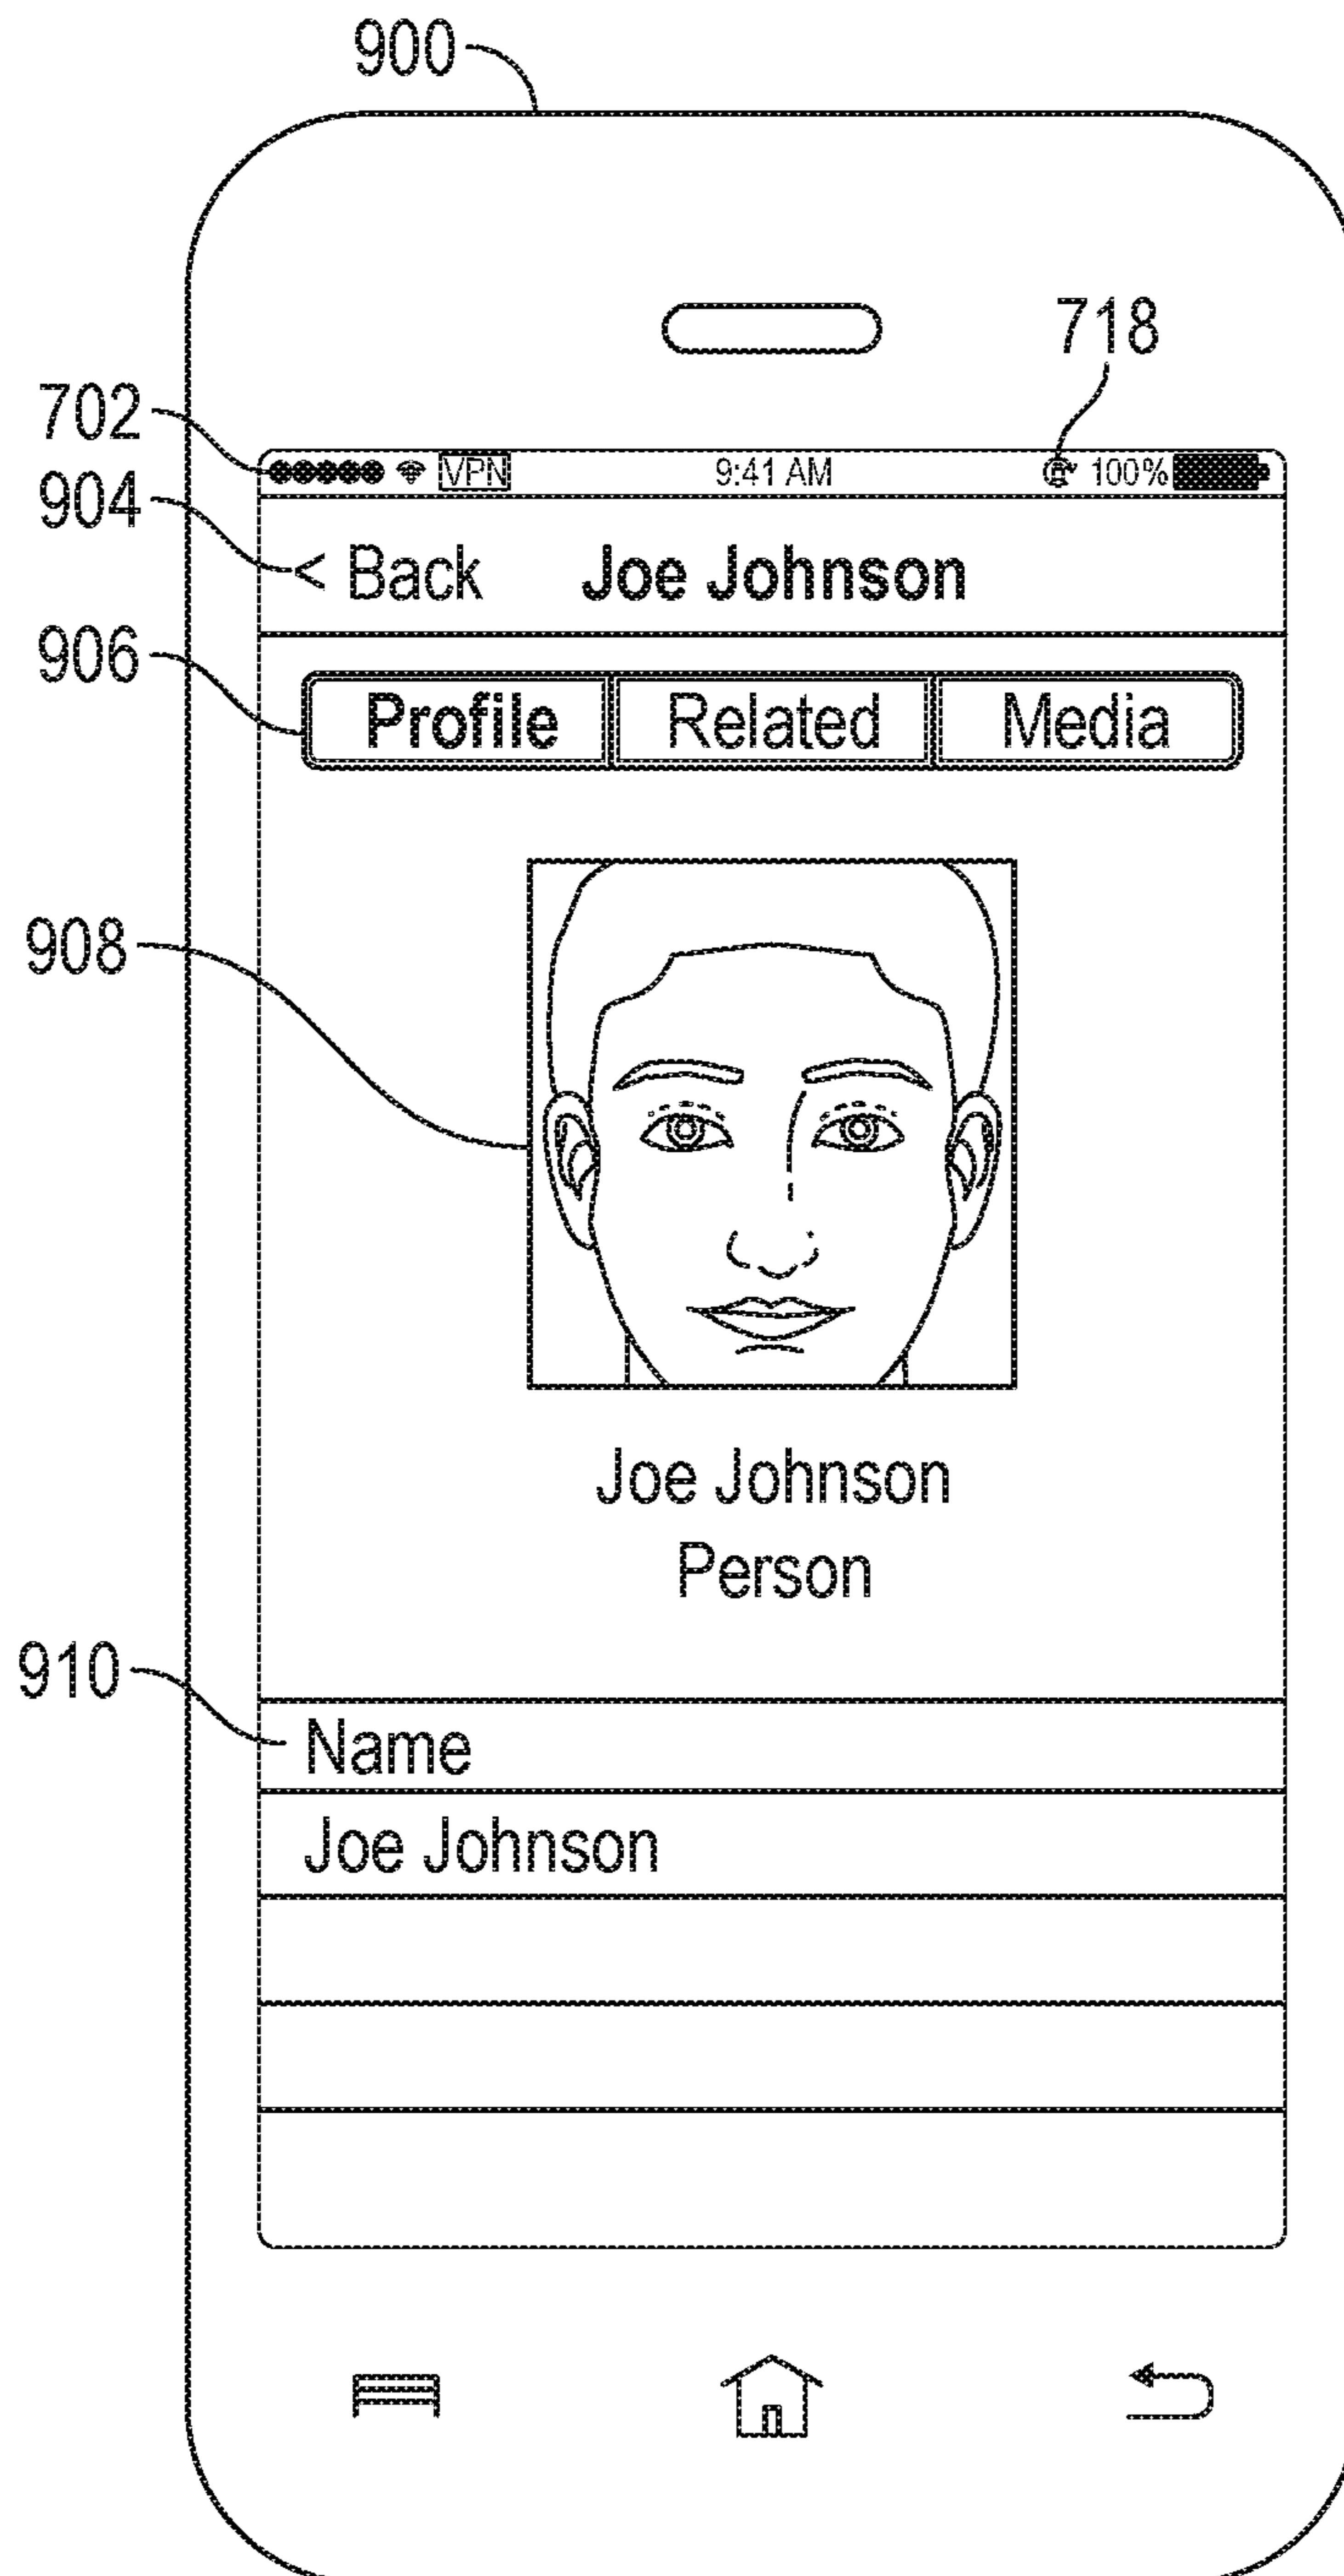 900
718
702
VPN 9:41 AM 100%
904
< Back Joe Johnson
906
Profile Related Media
908
Joe Johnson
Person
910
Name
Joe Johnson